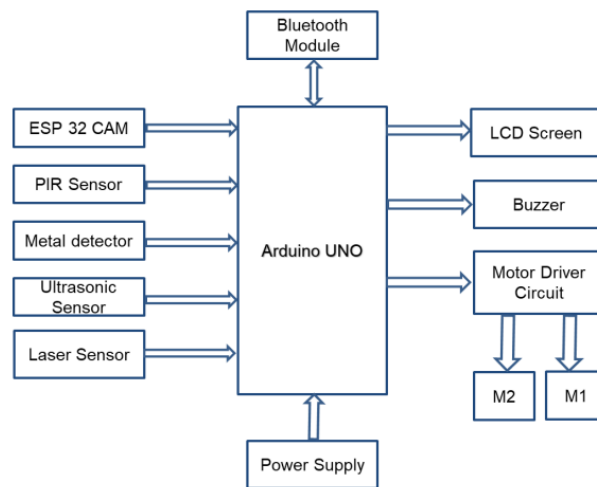 Bluetooth
Module
ESP 32 CAM
PIR Sensor
Metal detector
Ultrasonic
Sensor
Laser Sensor
Arduino UNO
LCD Screen
Buzzer
Motor Driver
Circuit
M2
M1
Power Supply